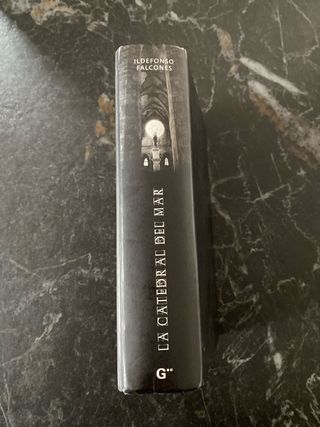 ILDEFONSO
FALCONES
LA CATEDRAL DEL MAR
G